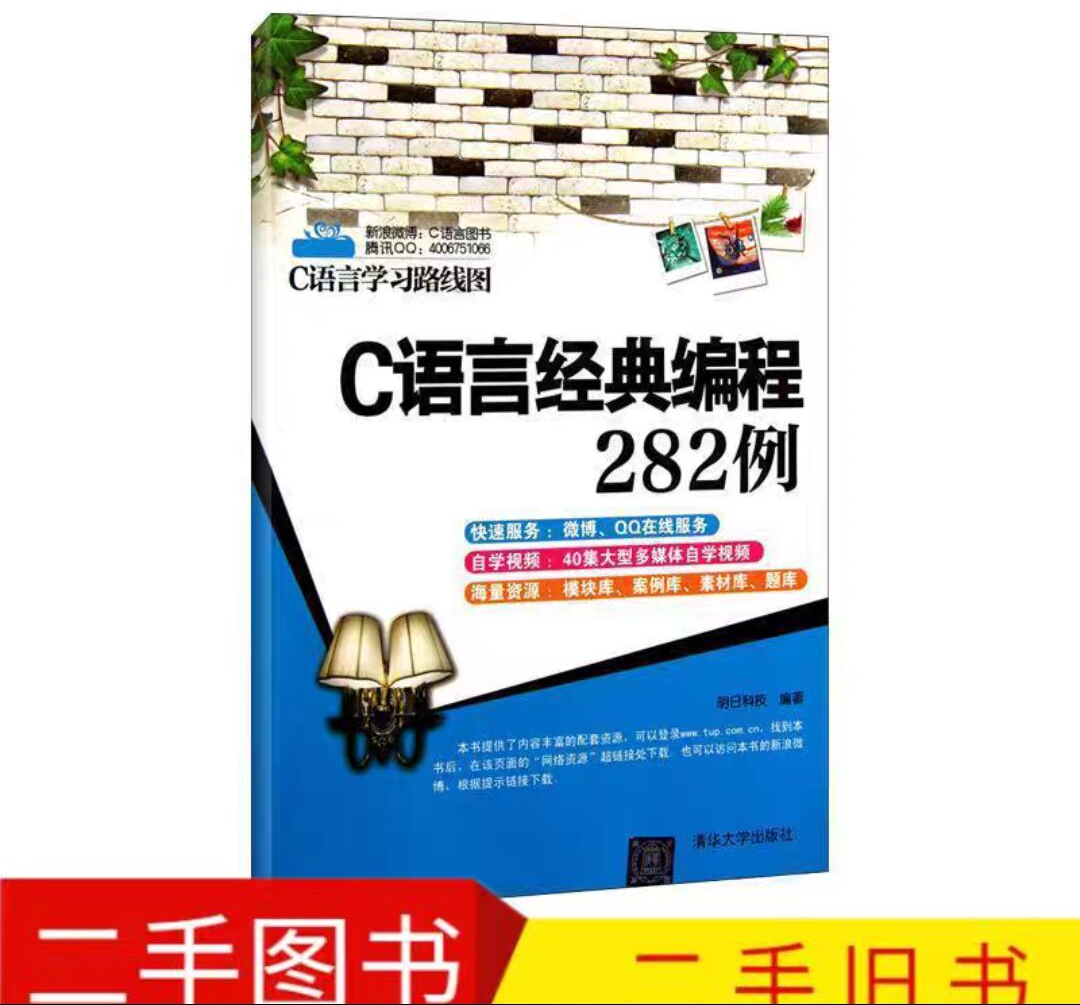 新浪微博：C语言图书
腾讯QQ：4006751066
C语言学习路线图
C语言经典编程
282例
快速服务：微博、QQ在线服务
自学视频：40集大型多媒体自学视频
海量资源：模块库、案例库、素材库、题库
明日科技 编著
本书提供了内容丰富的配套资源，可以登录www.tup.com.cn，找到本
书后，在该页面的“网络资源”超链接处下载．也可以访问本书的新浪微
博，根据提示链接下载．
清华大学出版社
二手图书
二手旧书